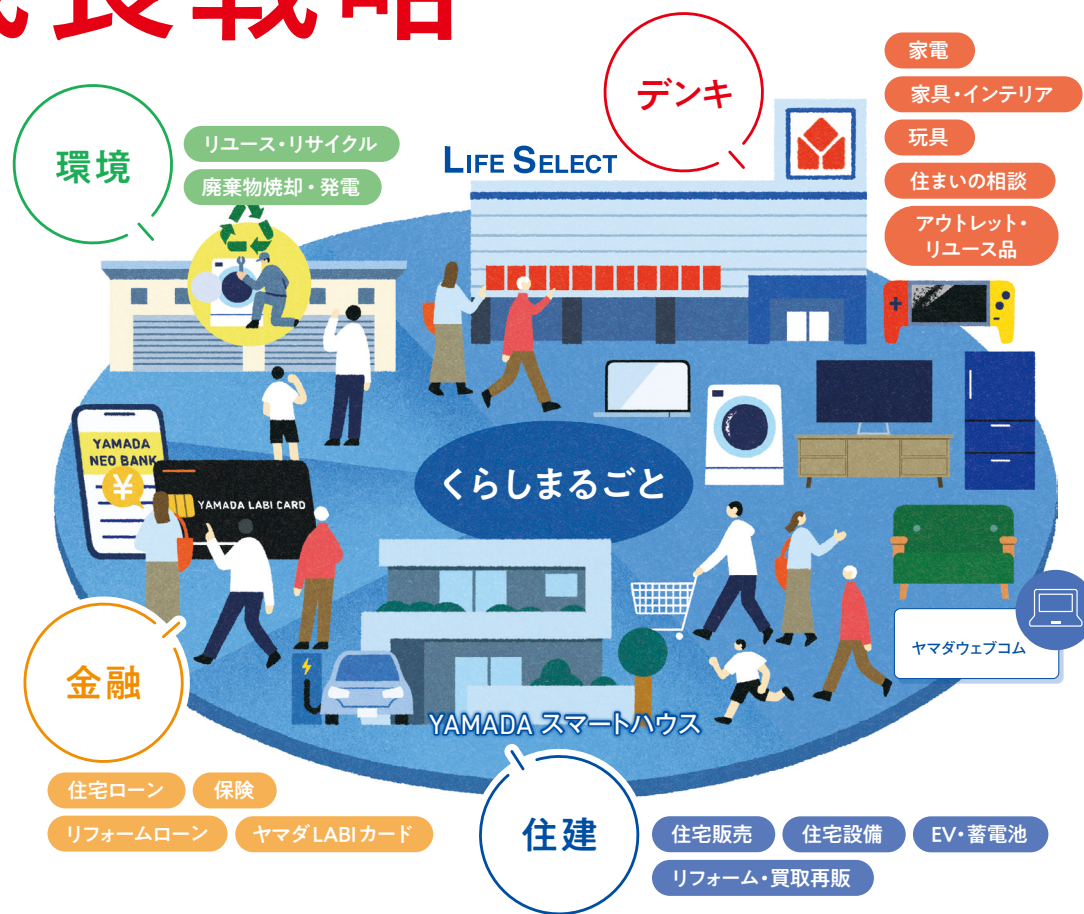 長戦略
デンキ
家電
家具・インテリア
玩具
住まいの相談
アウトレット・
リユース品
環境
リユース・リサイクル
廃棄物焼却・発電
LIFE SELECT
YAMADA
NEO BANK
¥
YAMADA LABI CARD
くらしまるごと
ヤマダウェブコム
YAMADA スマートハウス
金融
住宅ローン
保険
リフォームローン
ヤマダLABIカード
住建
住宅販売
住宅設備
EV・蓄電池
リフォーム・買取再販